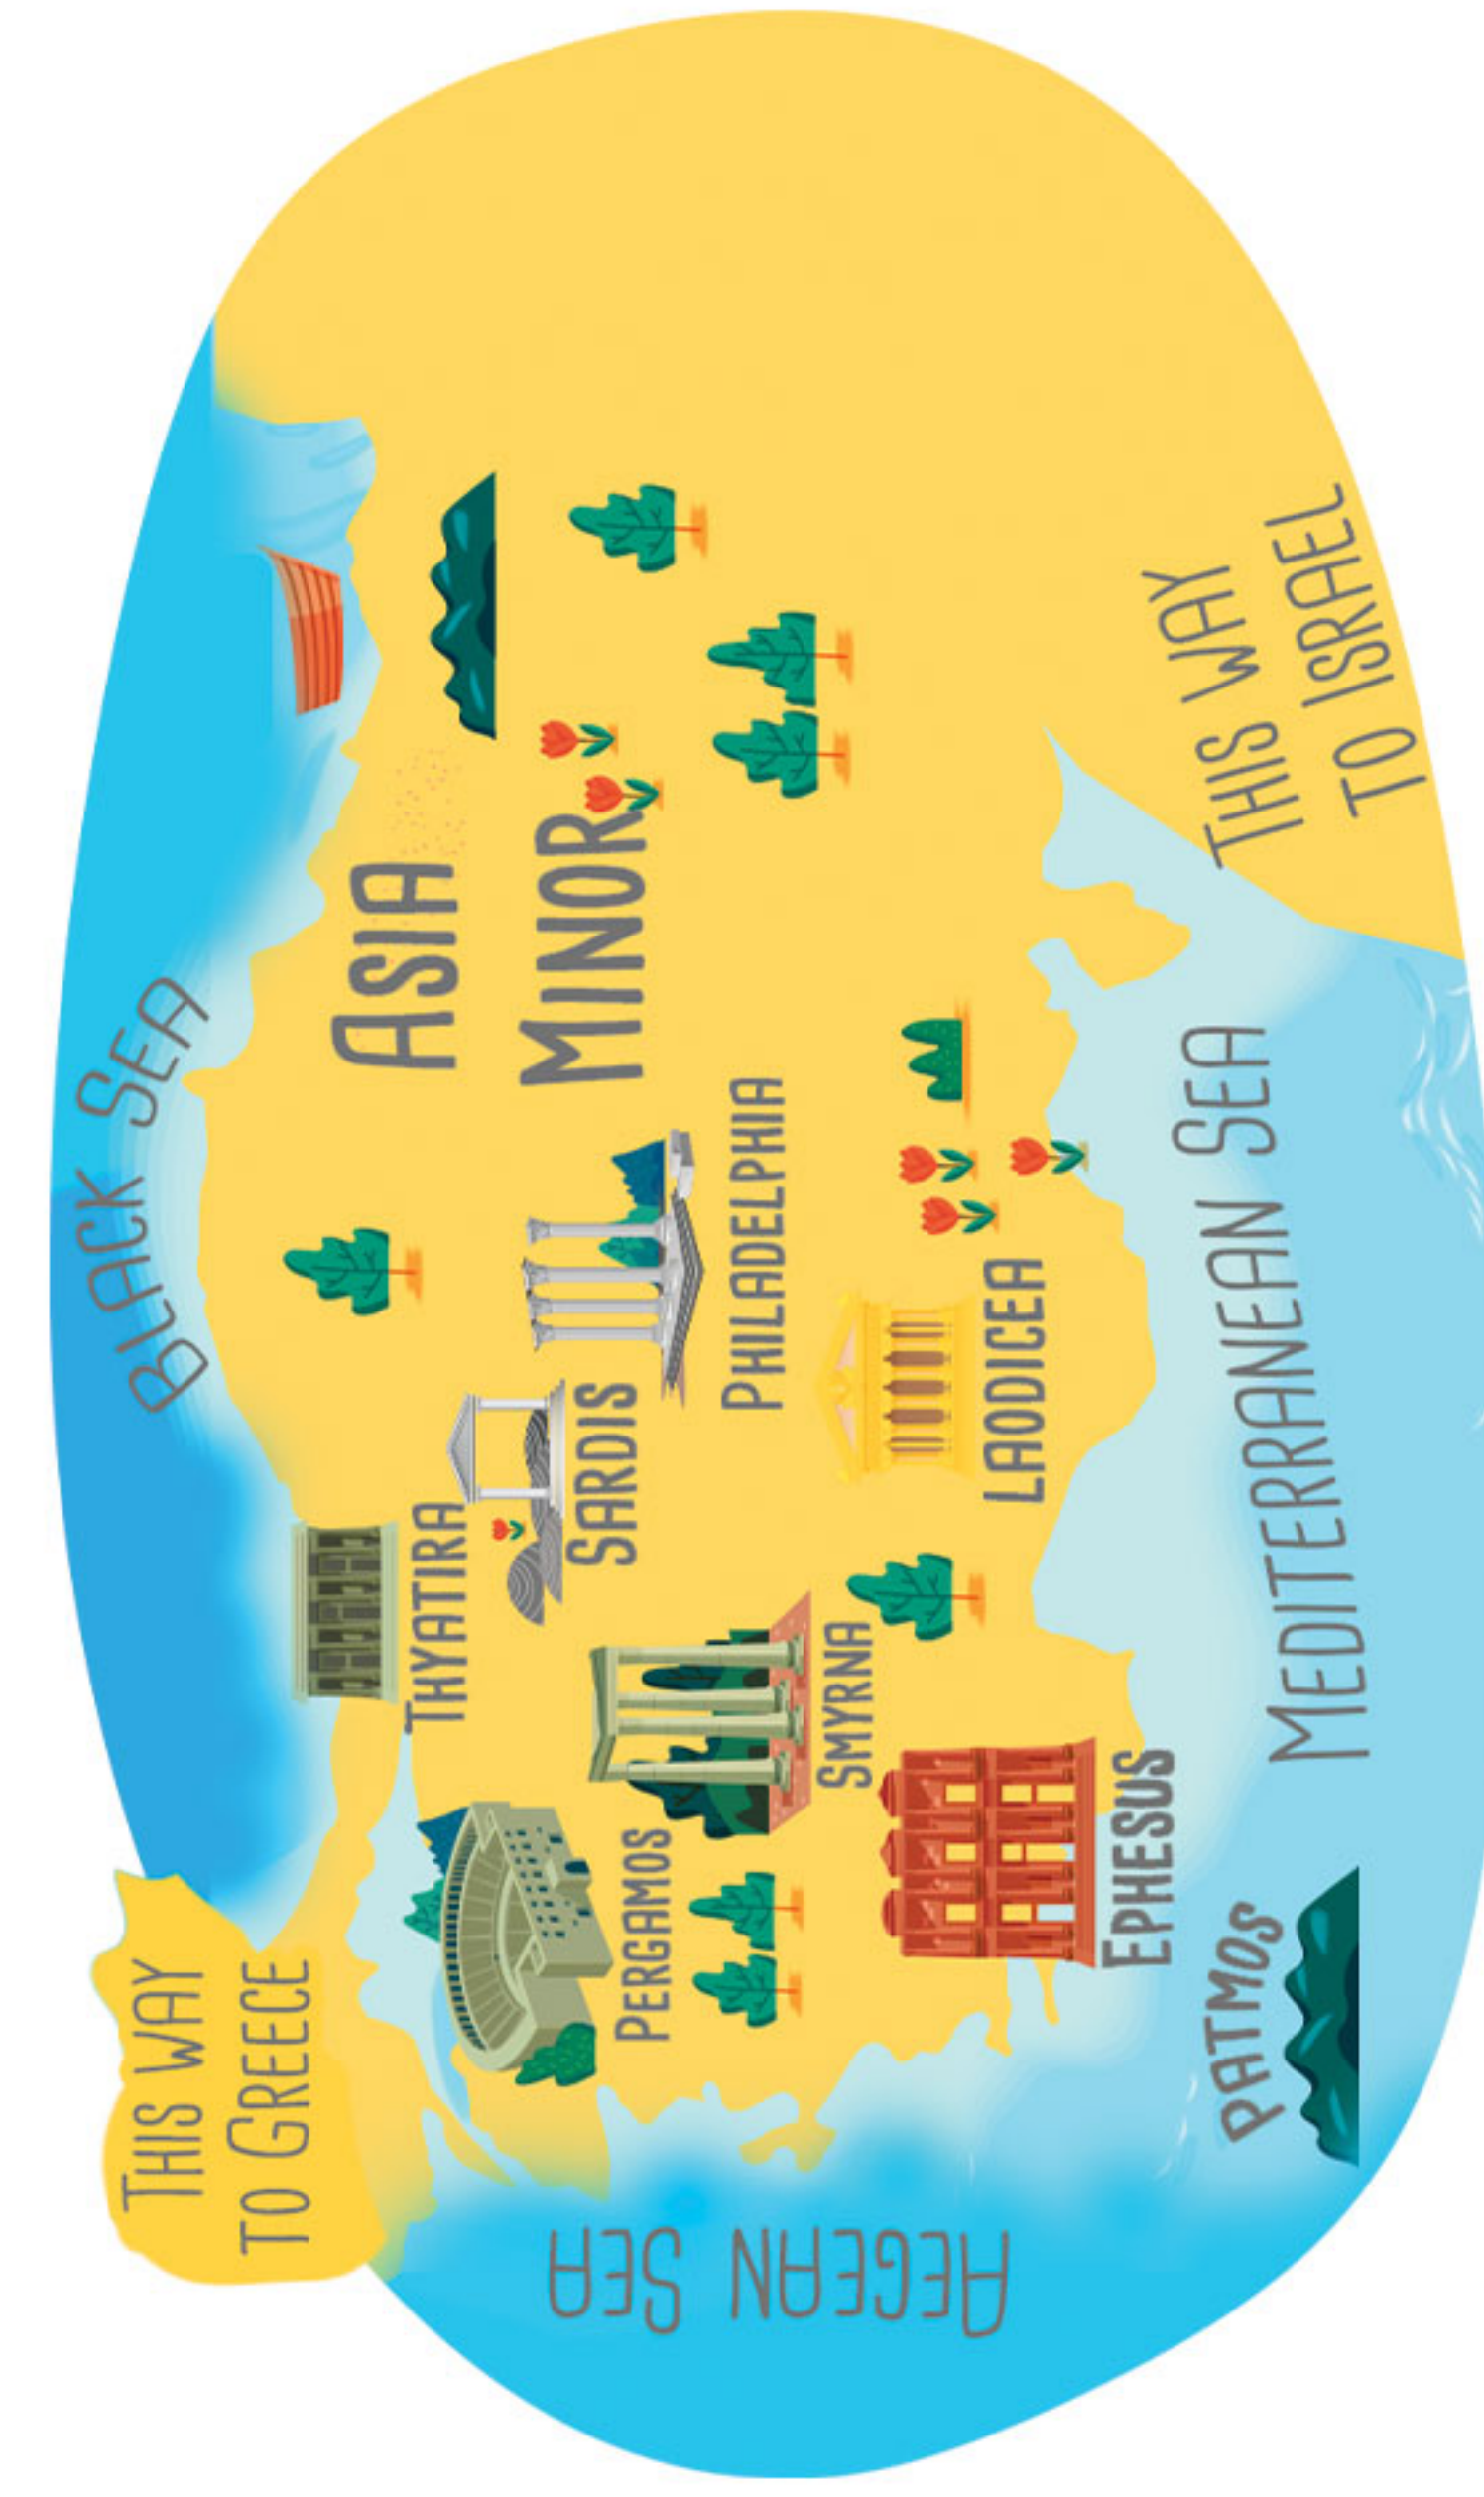 BLACK SEA
THIS WAY
TO GREECE
ASIA
MINOR
THYATIRA
SARDIS
PERGAMOS
PHILADELPHIA
SMYRNA
LAODICEA
EPHESUS
PATMOS
AEGEAN SEA
MEDITERRANEAN SEA
THIS WAY
TO ISRAEL